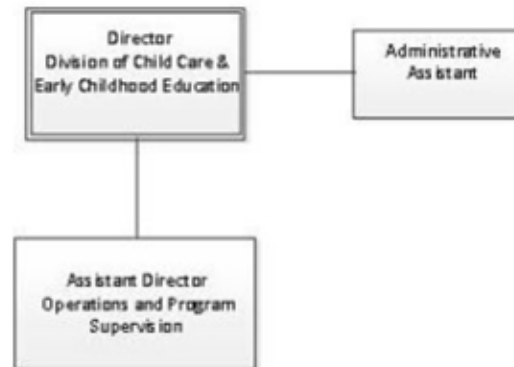 Director
Division of Child Care &
Early Childhood Education
Administrative
Assistant
Assistant Director
Operations and Program
Supervision